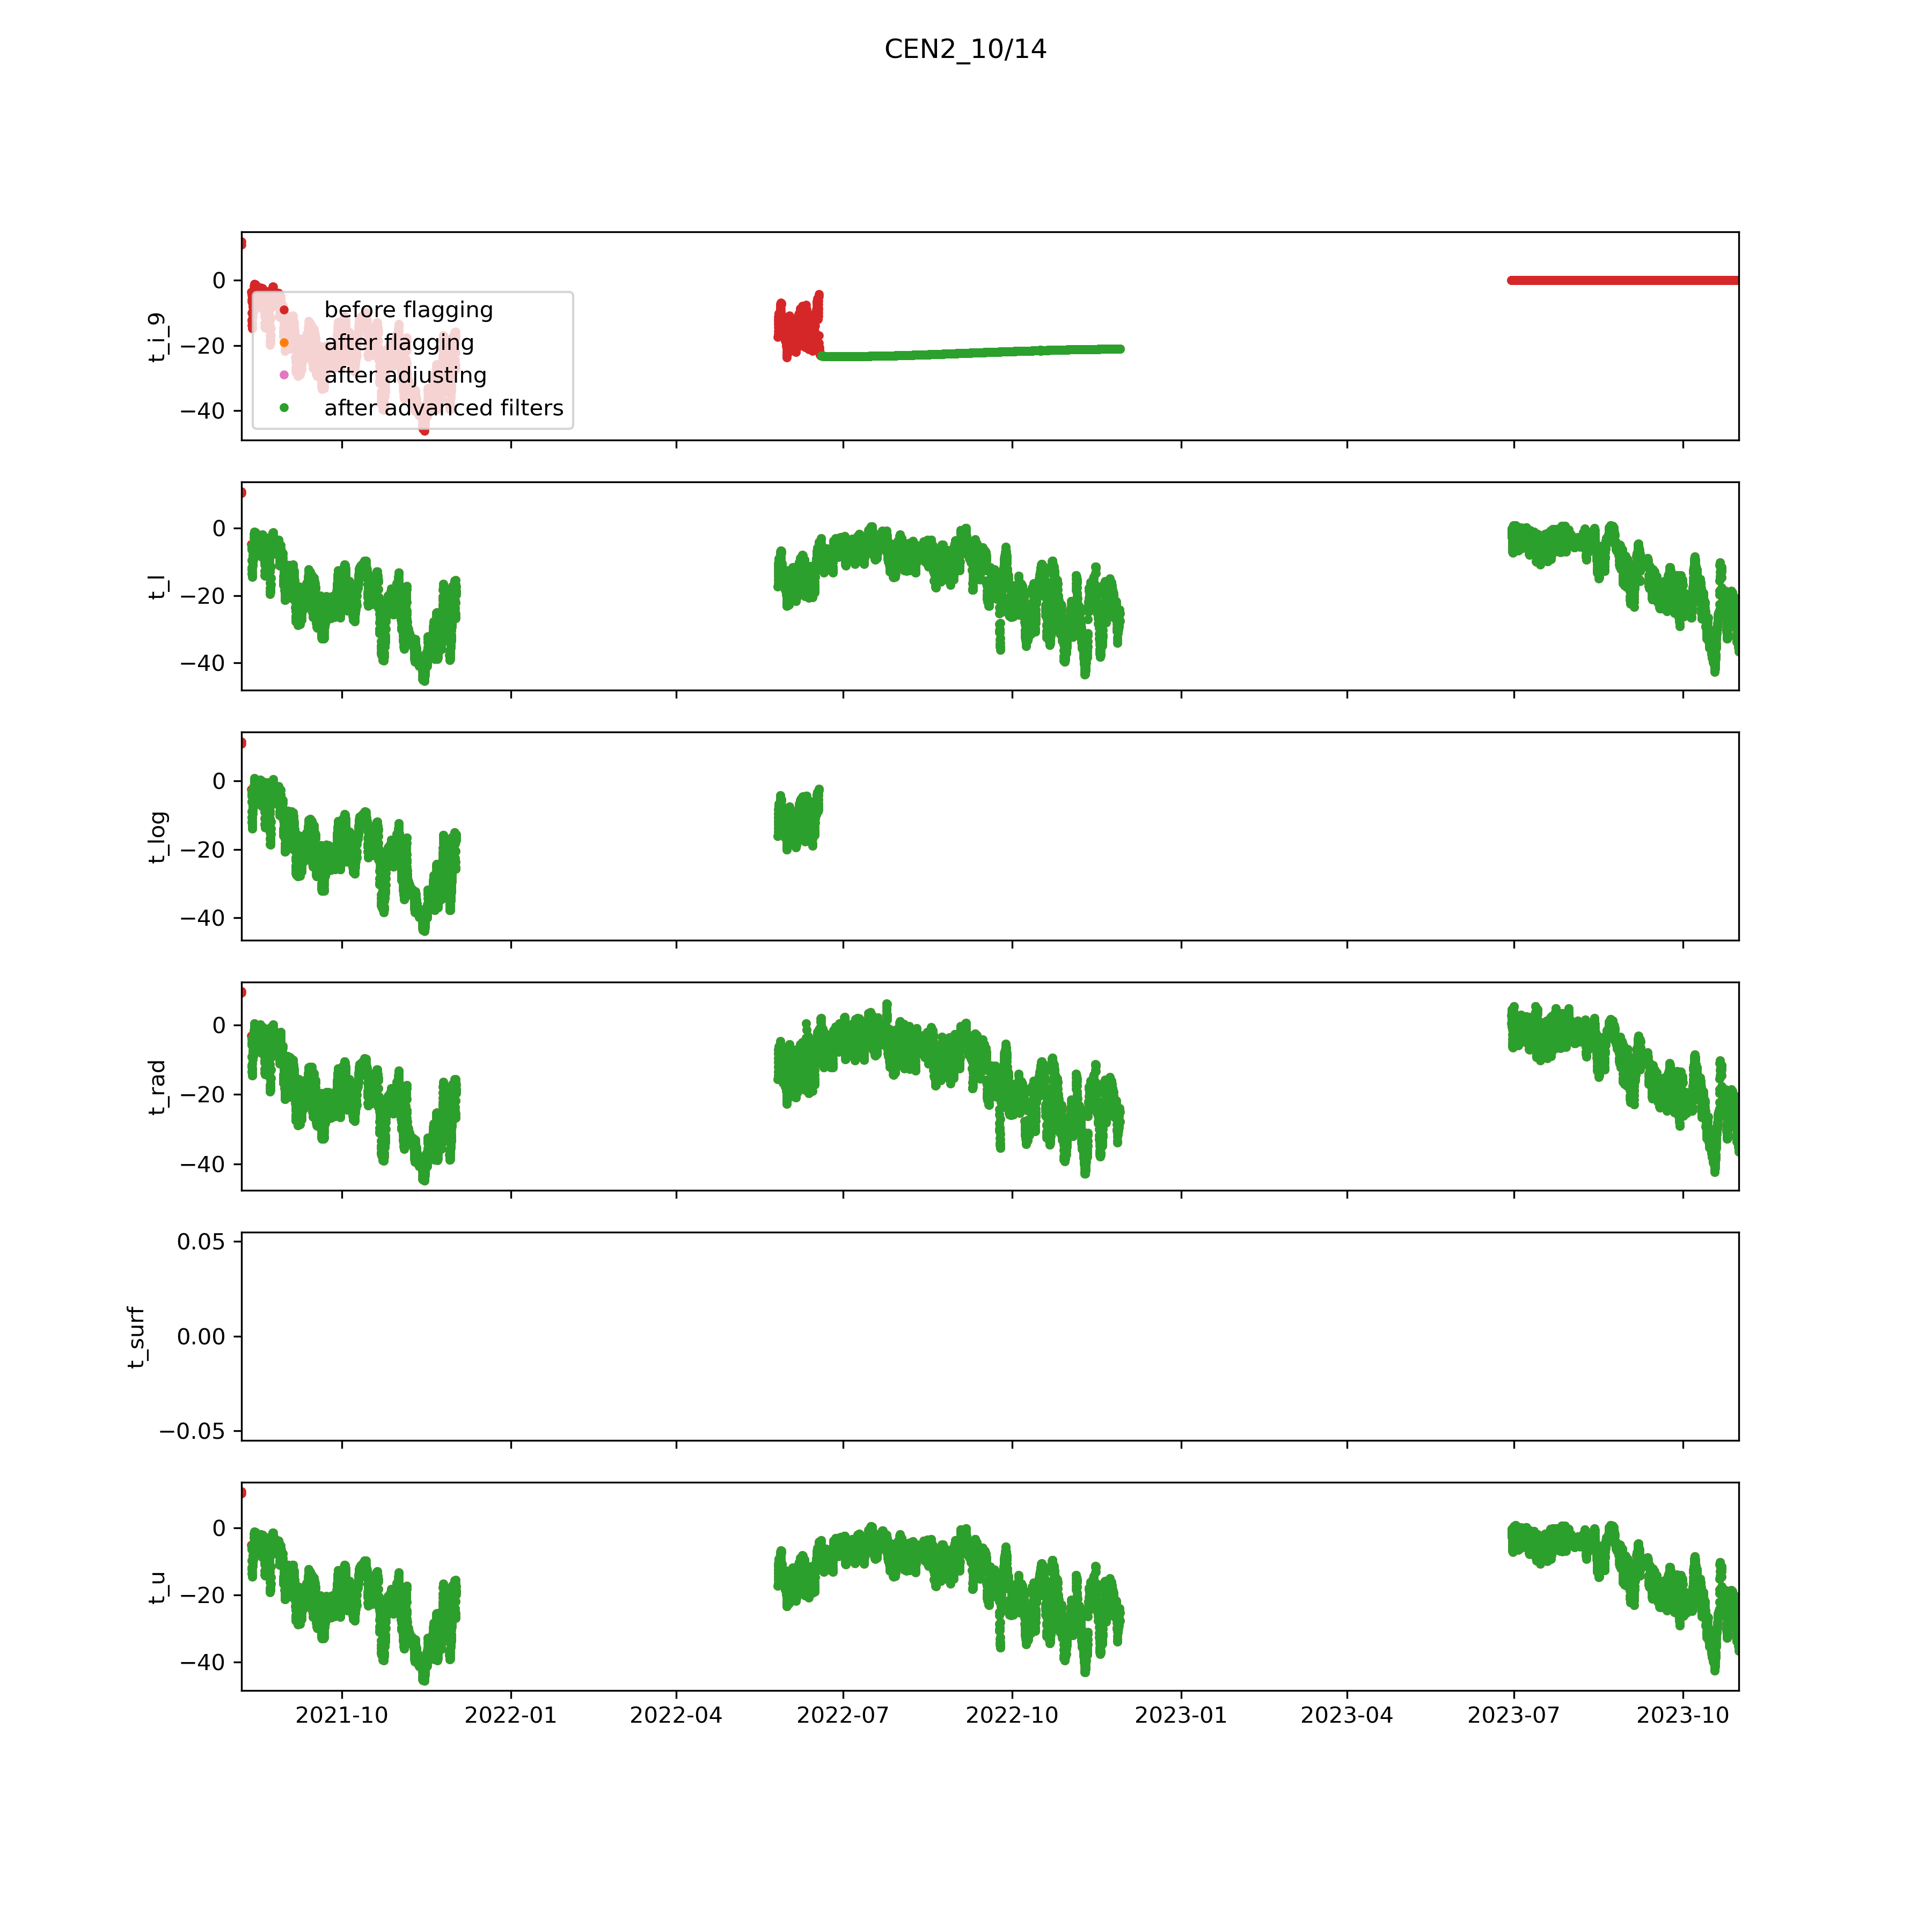 CEN2_10/14
0
−20
−40
t_i_9
before flagging
after flagging
after adjusting
after advanced filters
0
−20
−40
t_l
0
−20
−40
t_log
0
−20
−40
t_rad
0.05
0.00
−0.05
t_surf
0
−20
−40
t_u
2021-10 2022-01 2022-04 2022-07 2022-10 2023-01 2023-04 2023-07 2023-10